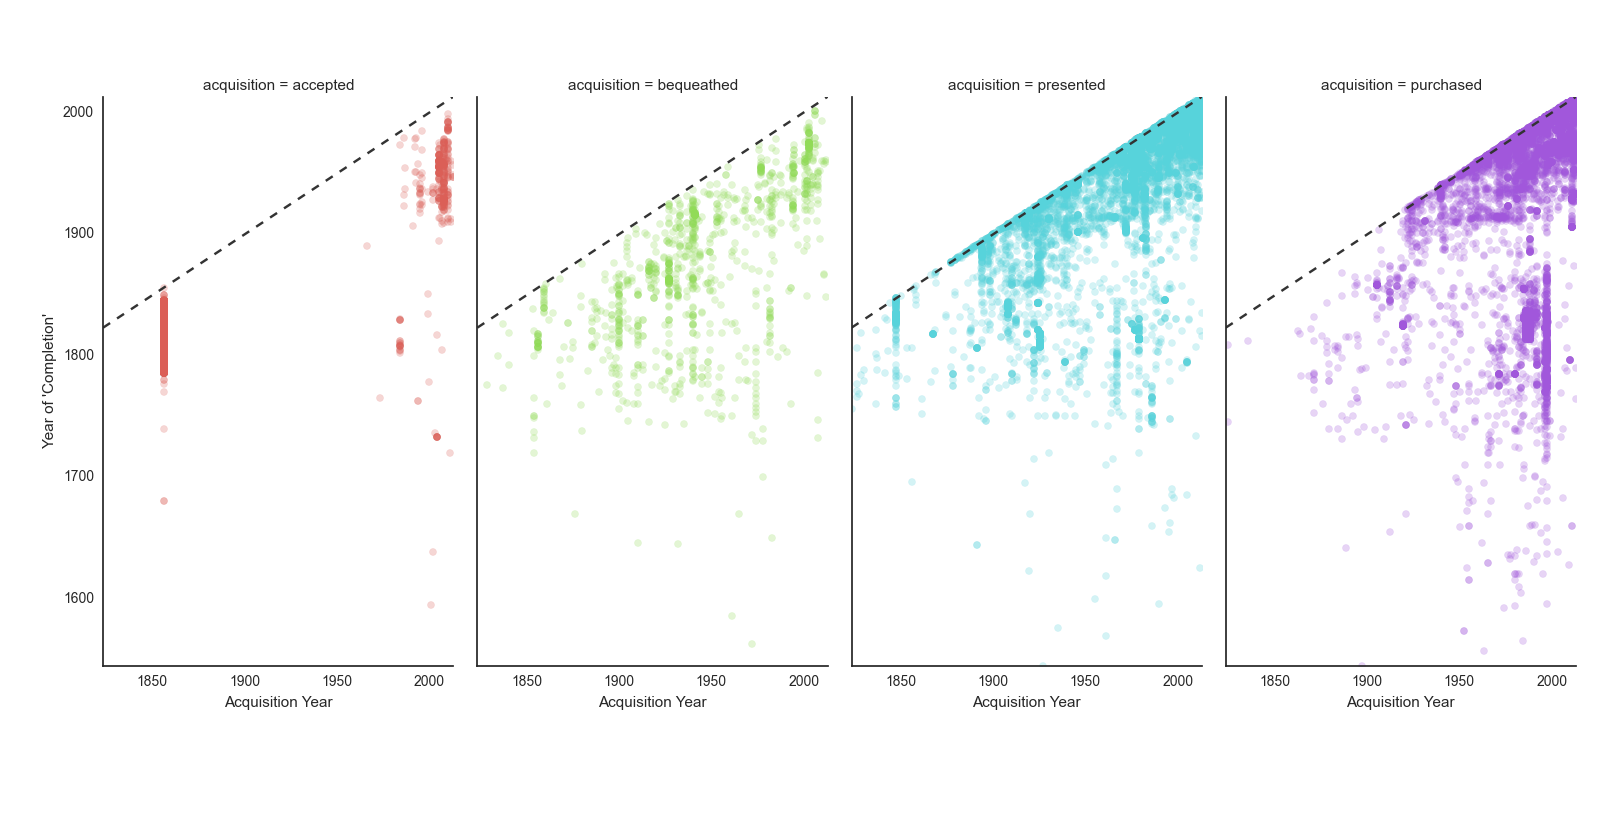 acquisition = accepted
acquisition = bequeathed
acquisition = presented
acquisition = purchased
Year of 'Completion'
2000
1900
1800
1700
1600
1850 1900 1950 2000
1850 1900 1950 2000
1850 1900 1950 2000
1850 1900 1950 2000
Acquisition Year
Acquisition Year
Acquisition Year
Acquisition Year